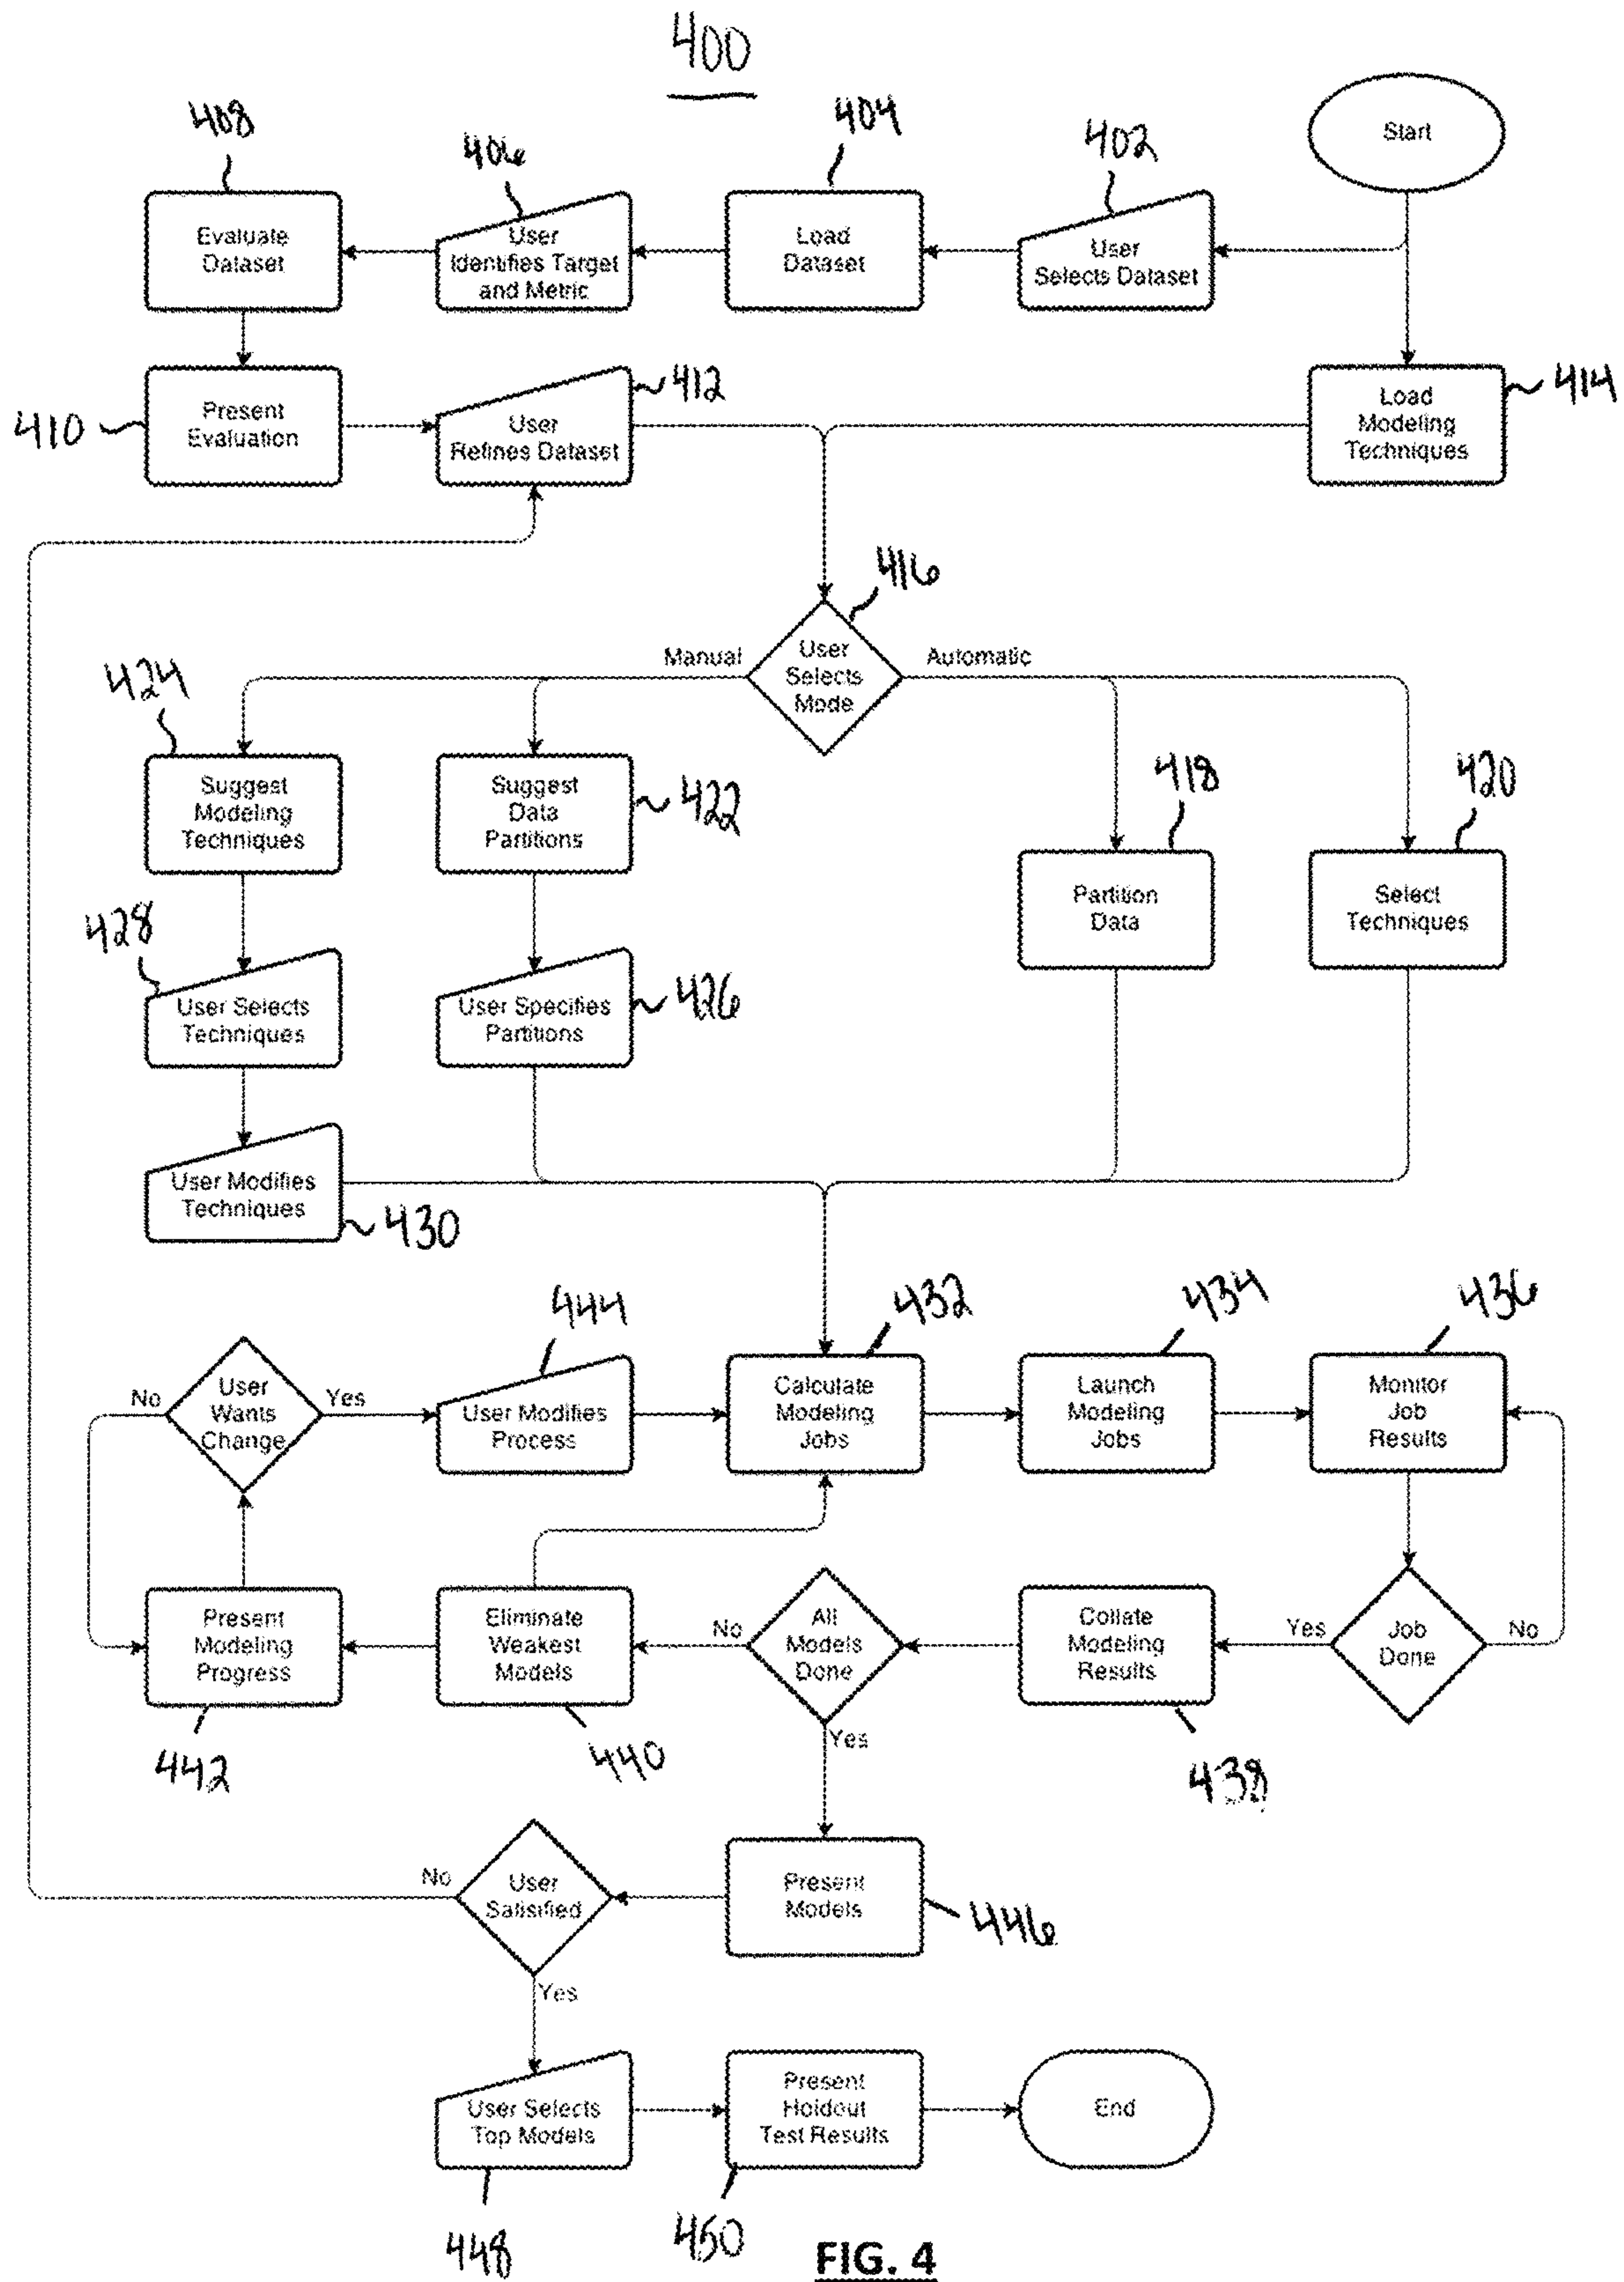 400
408
406
404
402
Start
Evaluate
Dataset
User
Identifies Target
and Metric
Load
Dataset
User
Selects Dataset
410
Present
Evaluation
412
User
Refines Dataset
Load
Modeling
Techniques
414
416
Manual
User
Selects
Mode
Automatic
424
Suggest
Modeling
Techniques
Suggest
Data
Partitions
422
418
420
Partition
Data
Select
Techniques
428
User Selects
Techniques
User Specifies
Partitions
426
User Modifies
Techniques
430
444
432
434
436
No
User
Wants
Change
Yes
User Modifies
Process
Calculate
Modeling
Jobs
Launch
Modeling
Jobs
Monitor
Job
Results
Present
Modeling
Progress
Eliminate
Weakest
Models
No
All
Models
Done
Yes
Collate
Modeling
Results
Yes
Job
Done
No
442
440
438
No
User
Satisified
Yes
Present
Models
446
User Selects
Top Models
Present
Holdout
Test Results
End
448
450
FIG. 4